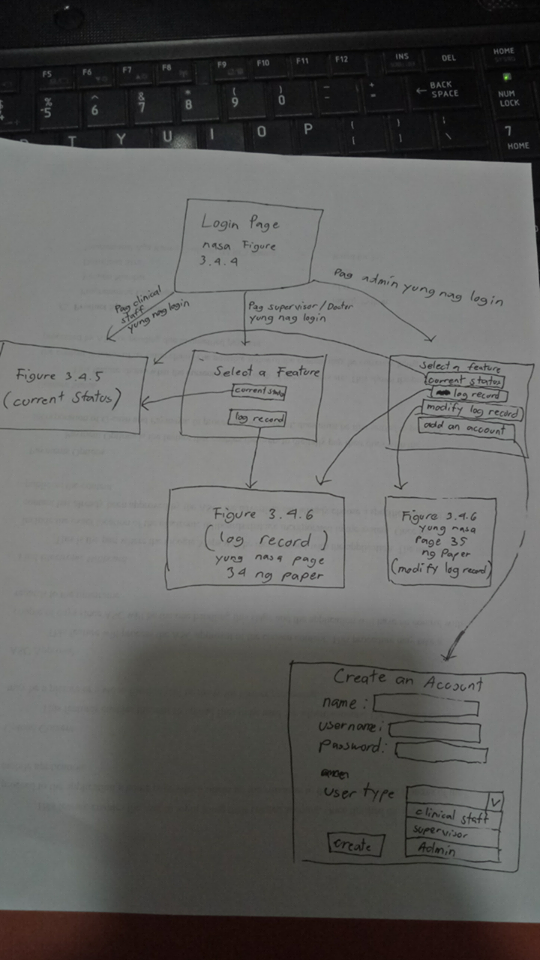 F5
F6
F7
F8
F9
F10
F11
F12
INS
DEL
HOME
%
5
^
6
&
7
*
8
(
9
)
0
BACK
SPACE
NUM
LOCK
T
Y
U
I
O
P
7
HOME
Login Page
nasa Figure
3.4.4
Pag clinical
staff
yung nag login
Pag supervisor / Doctor
yung nag login
Pag admin yung nag login
Figure 3.4.5
(current Status)
Select a Feature
current status
log record
Select a feature
current status
log record
modify log record
add an account
Figure 3.4.6
(log record)
yung nasa page
34 ng paper
Figure 3.4.6
yung nasa
page 35
ng Paper
(modify log record)
Create an Account
name:
username:
Password:
user type
V
clinical staff
supervisor
Admin
create